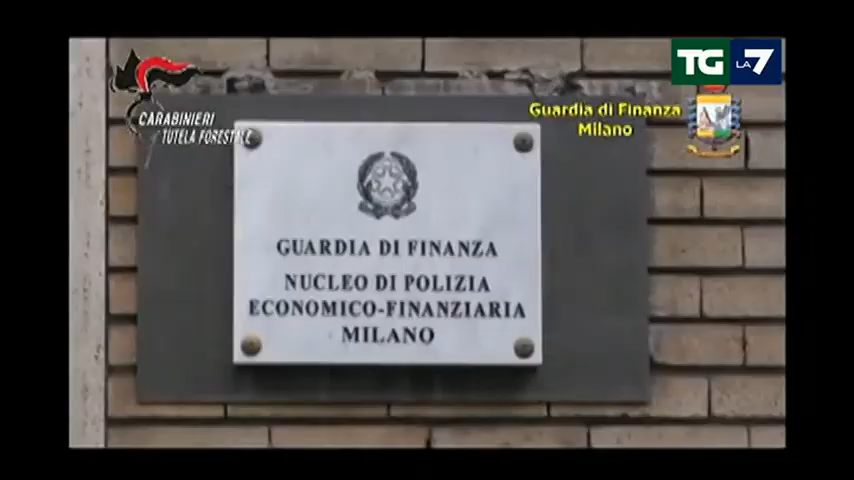 TG LA7
CARABINIERI
TUTELA FORESTALE
Guardia di Finanza
Milano
GUARDIA DI FINANZA
NUCLEO DI POLIZIA
ECONOMICO-FINANZIARIA
MILANO